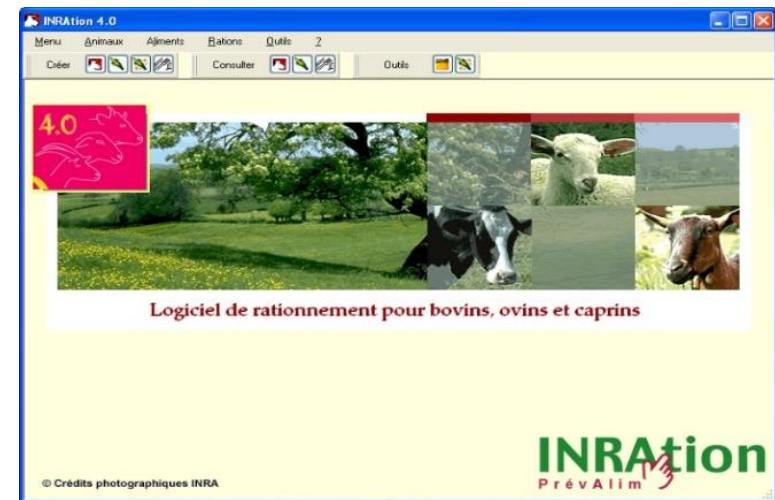 INRAtion 4.0
Menu Animaux Aliments Rations Outils ?
Créer Consulter Outils
4.0
Logiciel de rationnement pour bovins, ovins et caprins
INRAtion
PrévAlim
© Crédits photographiques INRA